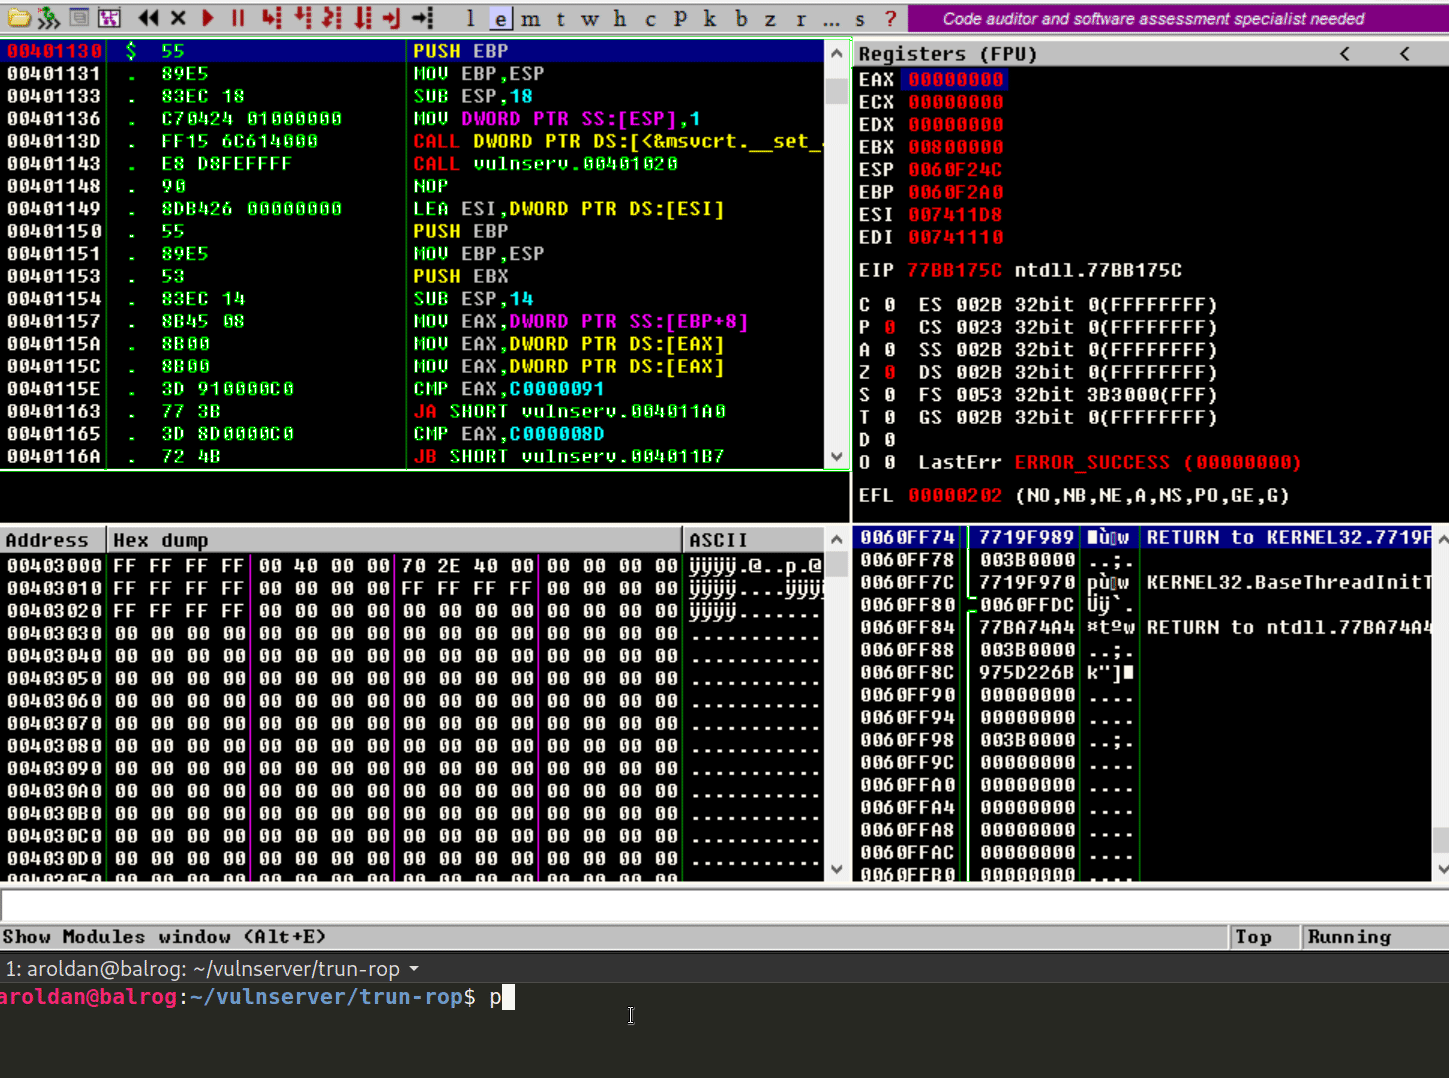 l e m t w h c P k b z r ... s ? Code auditor and software assessment specialist needed
00401130 $ 55 PUSH EBP
00401131 . 89E5 MOV EBP,ESP
00401133 . 83EC 18 SUB ESP,18
00401136 . C70424 01000000 MOV DWORD PTR SS:[ESP],1
0040113D . FF15 6C614000 CALL DWORD PTR DS:[<&msvcrt.__set_
00401143 . E8 D8FEFFFF CALL vulnserv.00401020
00401148 . 90 NOP
00401149 . 8DB426 00000000 LEA ESI,DWORD PTR DS:[ESI]
00401150 . 55 PUSH EBP
00401151 . 89E5 MOV EBP,ESP
00401153 . 53 PUSH EBX
00401154 . 83EC 14 SUB ESP,14
00401157 . 8B45 08 MOV EAX,DWORD PTR SS:[EBP+8]
0040115A . 8B00 MOV EAX,DWORD PTR DS:[EAX]
0040115C . 8B00 MOV EAX,DWORD PTR DS:[EAX]
0040115E . 3D 910000C0 CMP EAX,C0000091
00401163 . 77 3B JA SHORT vulnserv.004011A0
00401165 . 3D 8D0000C0 CMP EAX,C000008D
0040116A . 72 4B JB SHORT vulnserv.004011B7
Registers (FPU) < <
EAX 00000000
ECX 00000000
EDX 00000000
EBX 00800000
ESP 0060F24C
EBP 0060F2A0
ESI 007411D8
EDI 00741110
EIP 77BB175C ntdll.77BB175C
C 0 ES 002B 32bit 0(FFFFFFFF)
P 0 CS 0023 32bit 0(FFFFFFFF)
A 0 SS 002B 32bit 0(FFFFFFFF)
Z 0 DS 002B 32bit 0(FFFFFFFF)
S 0 FS 0053 32bit 3B3000(FFF)
T 0 GS 002B 32bit 0(FFFFFFFF)
D 0
O 0 LastErr ERROR_SUCCESS (00000000)
EFL 00000202 (NO,NB,NE,A,NS,PO,GE,G)
Address Hex dump ASCII
00403000 FF FF FF FF 00 40 00 00 70 2E 40 00 00 00 00 00 ÿÿÿÿ.@..p.@
00403010 FF FF FF FF 00 00 00 00 FF FF FF FF 00 00 00 00 ÿÿÿÿ....ÿÿÿÿ
00403020 FF FF FF FF 00 00 00 00 00 00 00 00 00 00 00 00 ÿÿÿÿ.......
00403030 00 00 00 00 00 00 00 00 00 00 00 00 00 00 00 00 ...........
00403040 00 00 00 00 00 00 00 00 00 00 00 00 00 00 00 00 ...........
00403050 00 00 00 00 00 00 00 00 00 00 00 00 00 00 00 00 ...........
00403060 00 00 00 00 00 00 00 00 00 00 00 00 00 00 00 00 ...........
00403070 00 00 00 00 00 00 00 00 00 00 00 00 00 00 00 00 ...........
00403080 00 00 00 00 00 00 00 00 00 00 00 00 00 00 00 00 ...........
00403090 00 00 00 00 00 00 00 00 00 00 00 00 00 00 00 00 ...........
004030A0 00 00 00 00 00 00 00 00 00 00 00 00 00 00 00 00 ...........
004030B0 00 00 00 00 00 00 00 00 00 00 00 00 00 00 00 00 ...........
004030C0 00 00 00 00 00 00 00 00 00 00 00 00 00 00 00 00 ...........
004030D0 00 00 00 00 00 00 00 00 00 00 00 00 00 00 00 00 ...........
0060FF74 7719F989 RETURN to KERNEL32.7719F
0060FF78 003B0000 ..;.
0060FF7C 7719F970 KERNEL32.BaseThreadInitT
0060FF80 0060FFDC Üÿ`.
0060FF84 77BA74A4 ¤tºw RETURN to ntdll.77BA74A4
0060FF88 003B0000 ..;.
0060FF8C 975D226B k"]
0060FF90 00000000 ....
0060FF94 00000000 ....
0060FF98 003B0000 ..;.
0060FF9C 00000000 ....
0060FFA0 00000000 ....
0060FFA4 00000000 ....
0060FFA8 00000000 ....
0060FFAC 00000000 ....
0060FFB0 00000000 ....
Show Modules window (Alt+E) Top Running
1: aroldan@balrog: ~/vulnserver/trun-rop
aroldan@balrog:~/vulnserver/trun-rop$ p